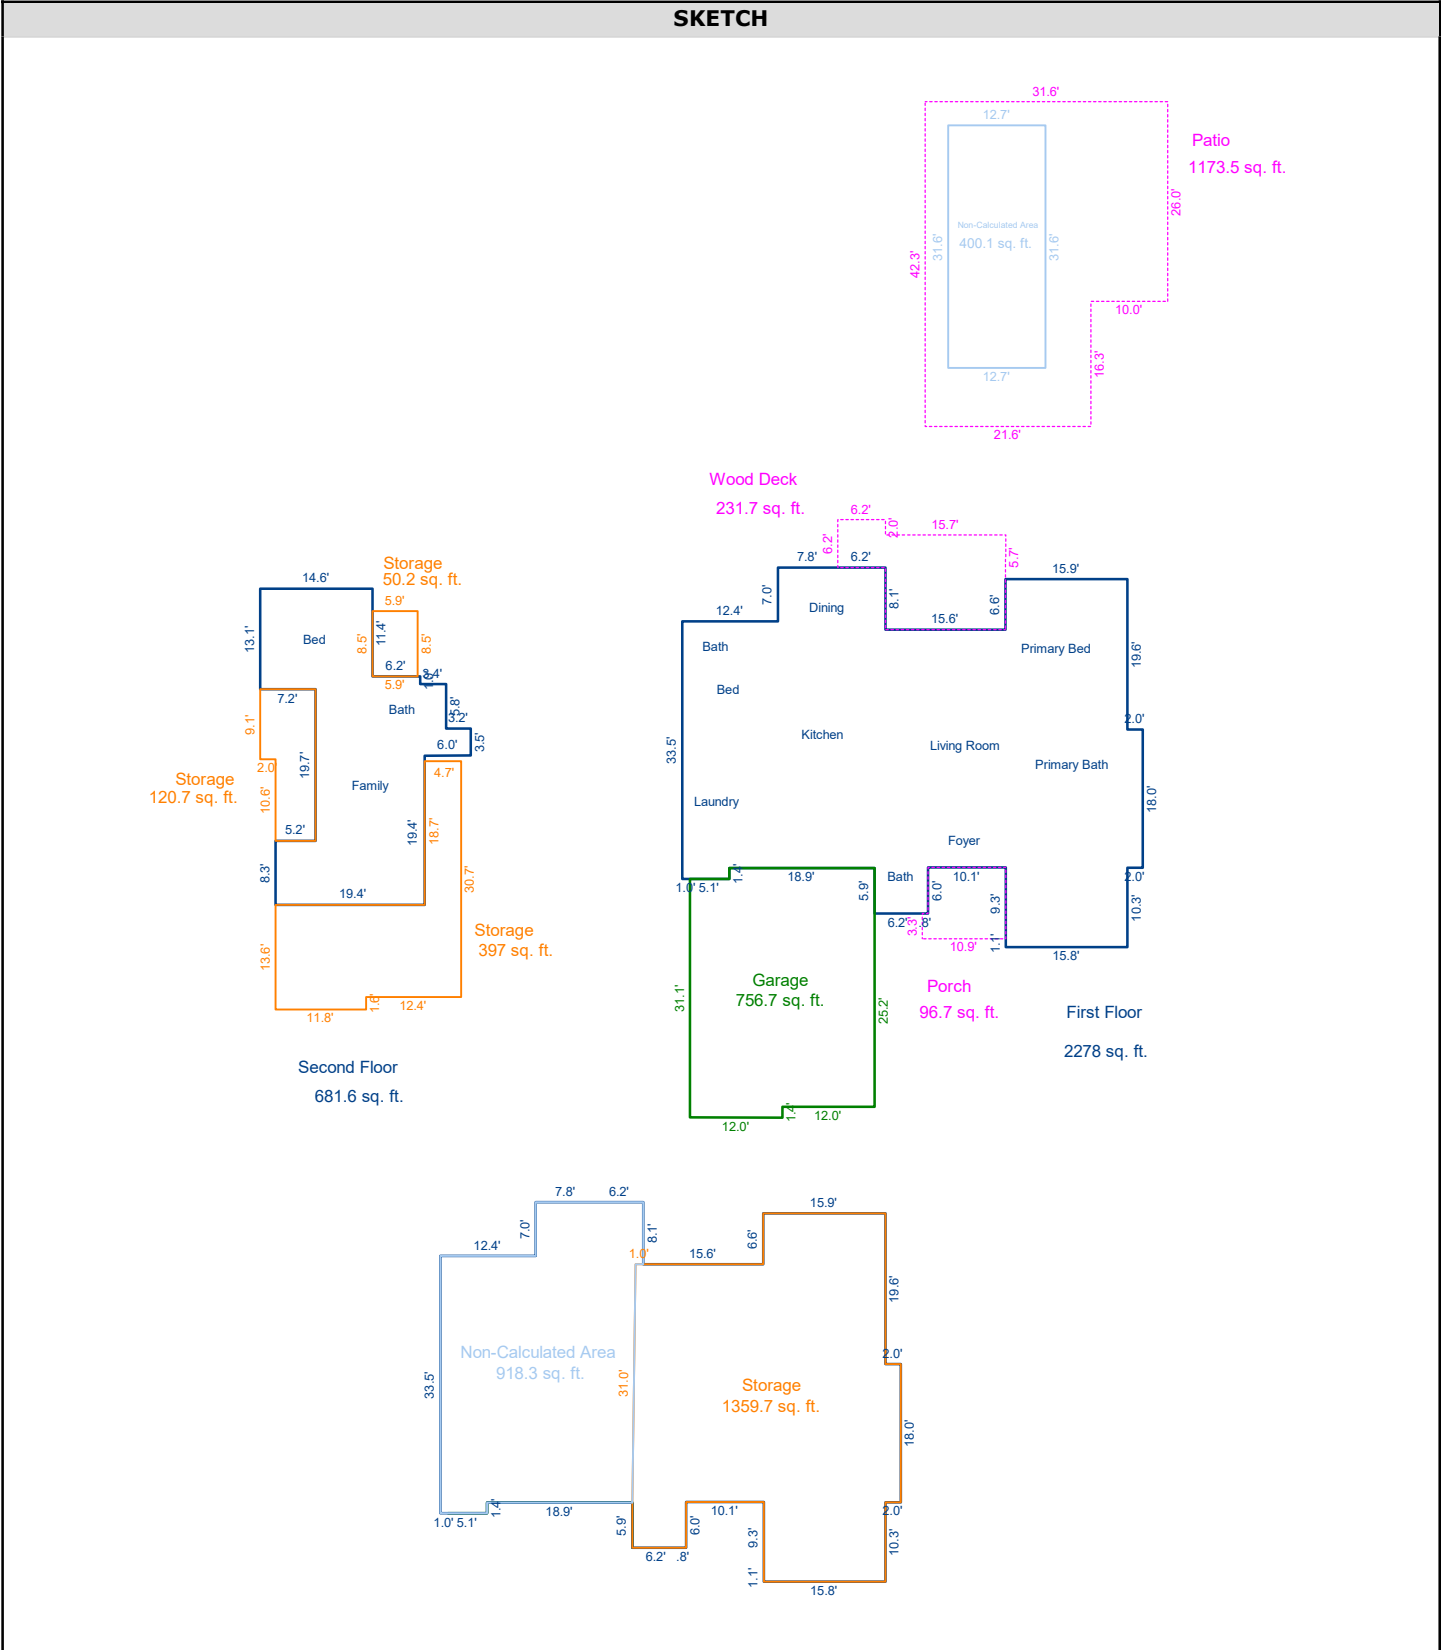 SKETCH
31.6'
12.7'
Patio
1173.5 sq. ft.
26.0'
Non-Calculated Area
400.1 sq. ft.
31.6'
31.6'
42.3'
10.0'
16.3'
12.7'
21.6'
Wood Deck
231.7 sq. ft.
6.2'
2.0'
15.7'
6.2'
5.7'
7.8'
6.2'
15.9'
7.0'
8.1'
6.6'
12.4'
Dining
15.6'
Bath
Primary Bed
19.6'
Bed
2.0'
Kitchen
Living Room
33.5'
Primary Bath
18.0'
Laundry
Foyer
1.0'
5.1'
1.4'
18.9'
5.9'
Bath
6.0'
10.1'
9.3'
2.0'
10.3'
6.2'
.8'
3.3'
10.9'
1.1'
15.8'
Garage
756.7 sq. ft.
31.1'
25.2'
Porch
96.7 sq. ft.
First Floor
2278 sq. ft.
1.4'
12.0'
12.0'
Storage
50.2 sq. ft.
14.6'
5.9'
13.1'
Bed
8.5'
11.4'
8.5'
6.2'
5.9'
3.4'
7.2'
Bath
5.8'
3.2'
9.1'
6.0'
3.5'
2.0'
19.7'
4.7'
Storage
120.7 sq. ft.
Family
10.6'
5.2'
19.4'
18.7'
8.3'
30.7'
19.4'
Storage
397 sq. ft.
13.6'
1.6'
12.4'
11.8'
Second Floor
681.6 sq. ft.
7.8'
6.2'
15.9'
7.0'
8.1'
6.6'
12.4'
1.0'
15.6'
19.6'
2.0'
Non-Calculated Area
918.3 sq. ft.
33.5'
31.0'
Storage
1359.7 sq. ft.
18.0'
1.4'
18.9'
1.0'
5.1'
5.9'
6.0'
10.1'
9.3'
2.0'
10.3'
6.2'
.8'
1.1'
15.8'